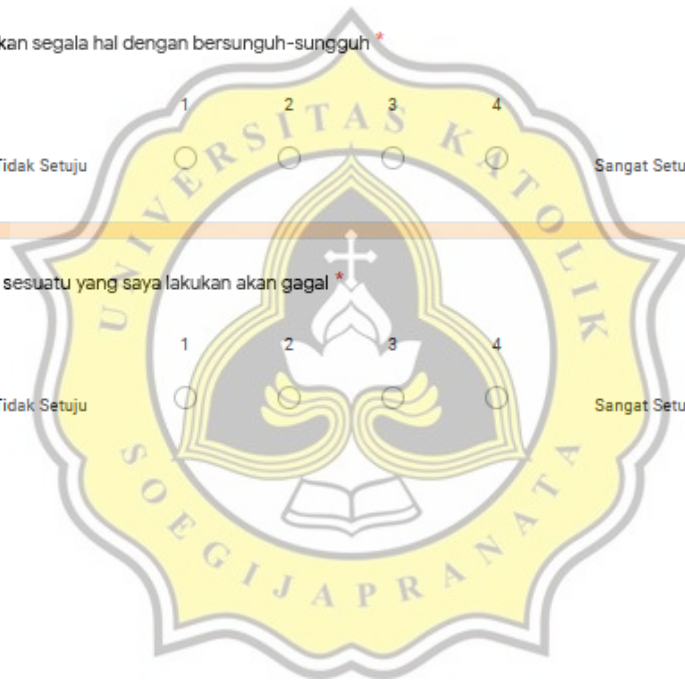 kan segala hal dengan bersunguh-sungguh *
1 2 3 4
Tidak Setuju Sangat Setu
sesuatu yang saya lakukan akan gagal *
1 2 3 4
Tidak Setuju Sangat Setu
UNIVERSITAS KATOLIK
SOEGIJAPRANATA